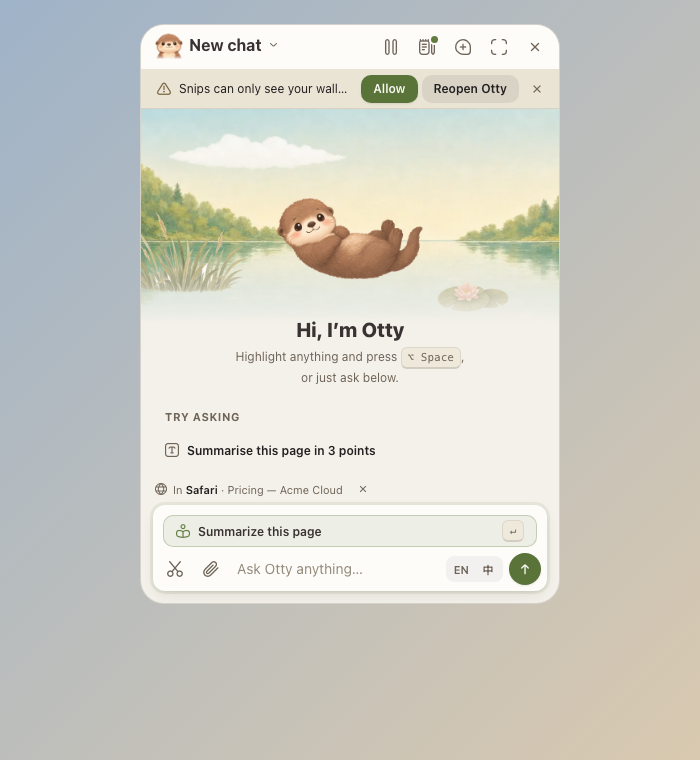 New chat
Snips can only see your wall…
Allow
Reopen Otty
Hi, I’m Otty
Highlight anything and press ⌥ Space,
or just ask below.
TRY ASKING
Summarise this page in 3 points
In Safari · Pricing — Acme Cloud
Summarize this page
Ask Otty anything…
EN 中